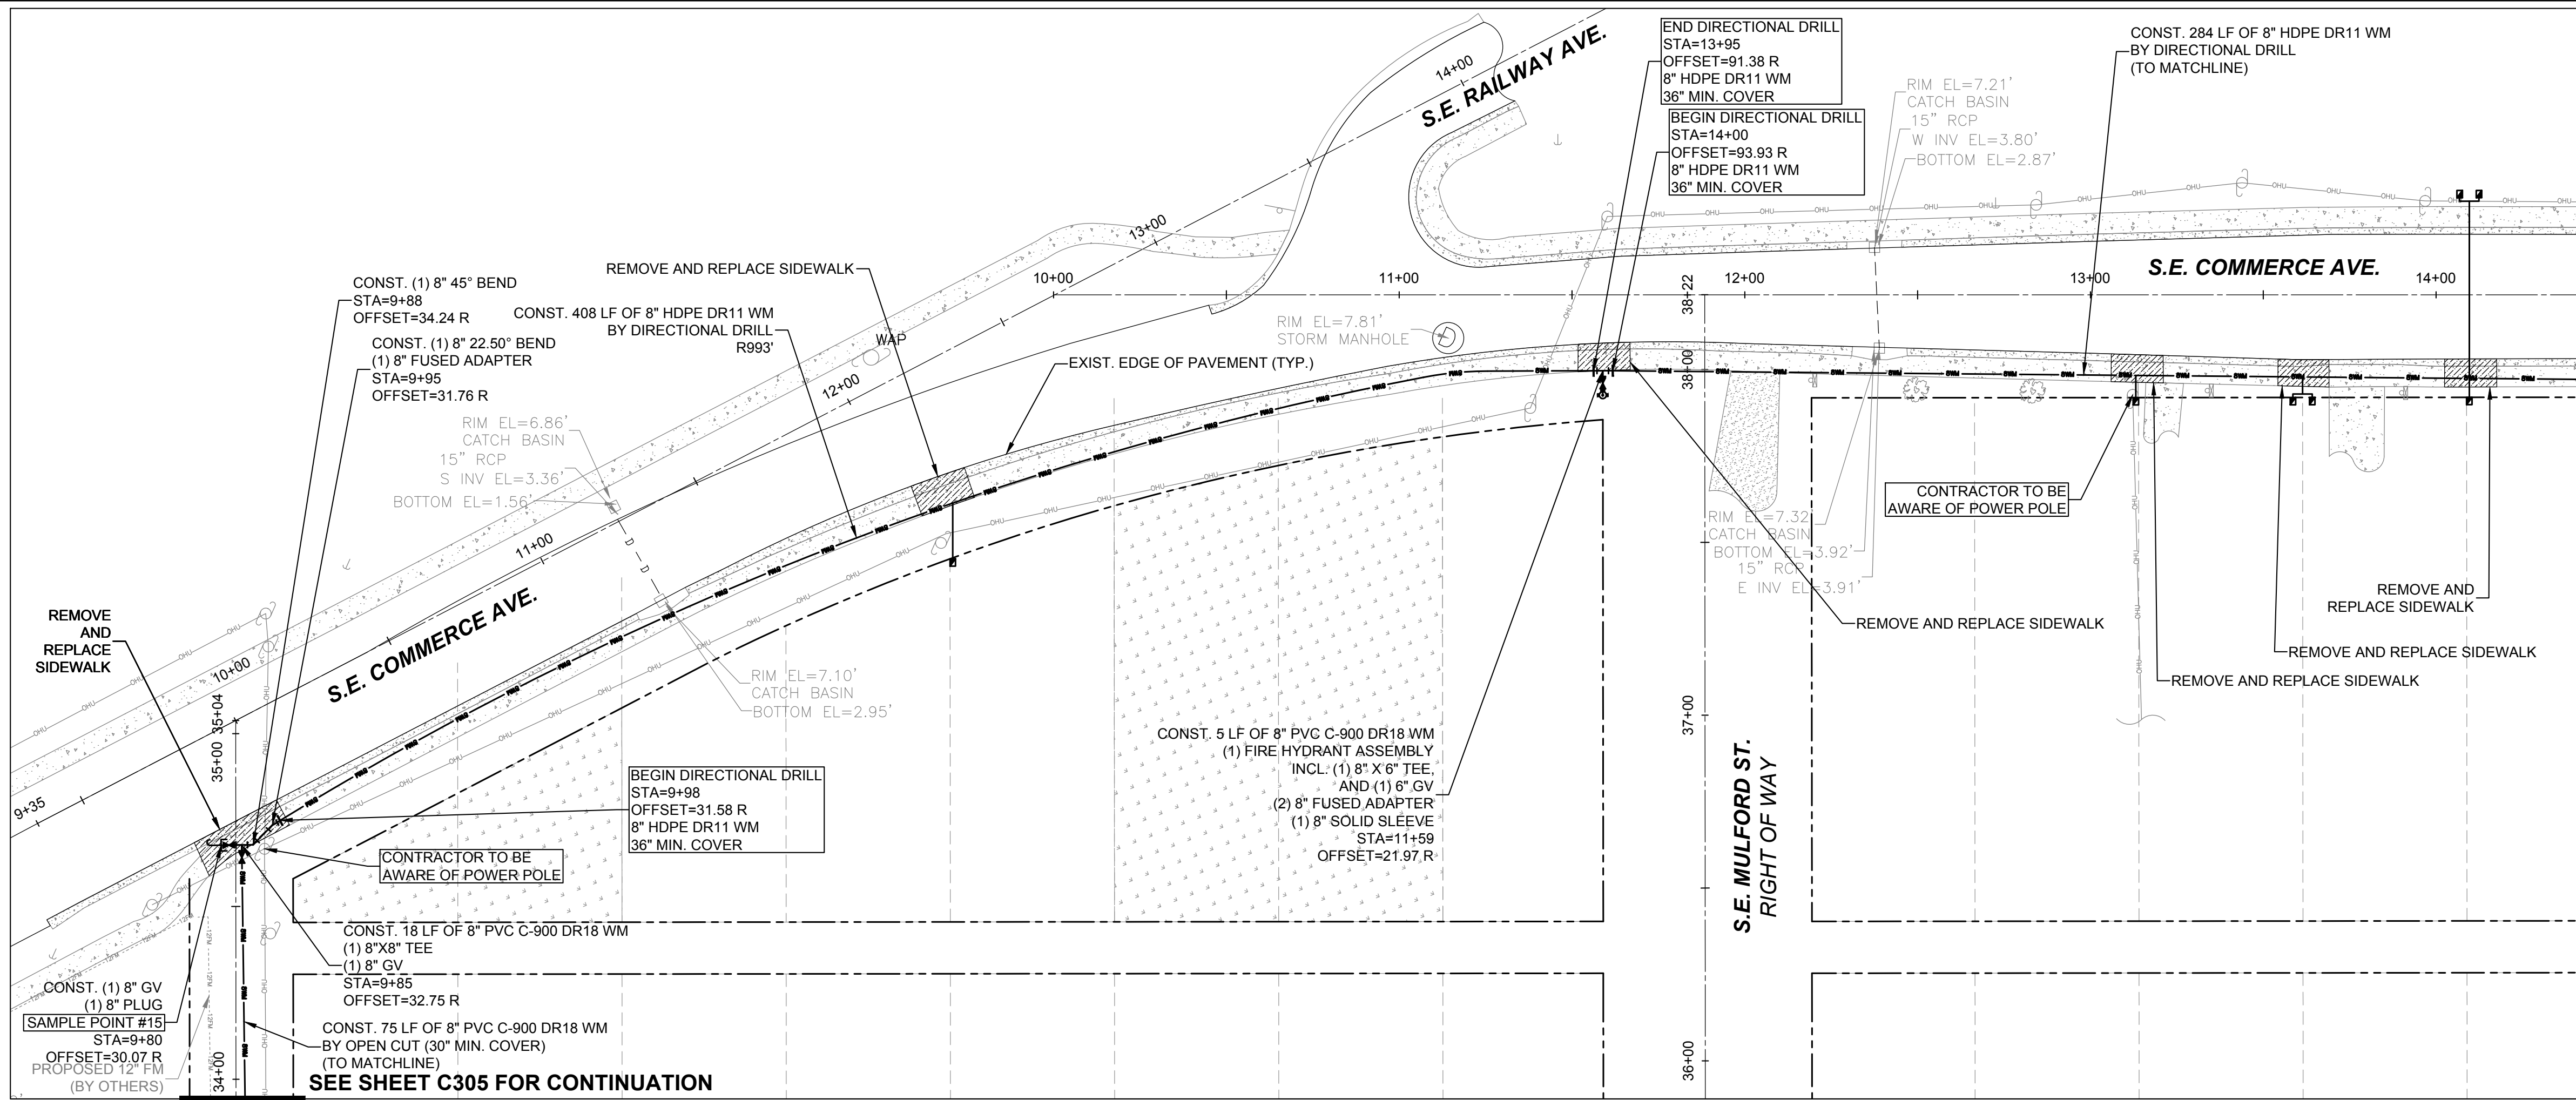 END DIRECTIONAL DRILL
STA=13+95
OFFSET=91.38 R
8" HDPE DR11 WM
36" MIN. COVER
BEGIN DIRECTIONAL DRILL
STA=14+00
OFFSET=93.93 R
8" HDPE DR11 WM
36" MIN. COVER
CONST. 284 LF OF 8" HDPE DR11 WM
BY DIRECTIONAL DRILL
(TO MATCHLINE)
RIM EL=7.21'
CATCH BASIN
15" RCP
W INV EL=3.80'
BOTTOM EL=2.87'
14+00
S.E. RAILWAY AVE.
13+00
12+00
11+00
10+00
9+35
10+00
11+00
12+00
13+00
14+00
S.E. COMMERCE AVE.
38+22
38+00
37+00
36+00
REMOVE AND REPLACE SIDEWALK
CONST. (1) 8" 45° BEND
STA=9+88
OFFSET=34.24 R
CONST. 408 LF OF 8" HDPE DR11 WM
BY DIRECTIONAL DRILL
R993'
CONST. (1) 8" 22.50° BEND
(1) 8" FUSED ADAPTER
STA=9+95
OFFSET=31.76 R
WAP
RIM EL=7.81'
STORM MANHOLE
EXIST. EDGE OF PAVEMENT (TYP.)
RIM EL=6.86'
CATCH BASIN
15" RCP
S INV EL=3.36'
BOTTOM EL=1.56'
D
D
S.E. COMMERCE AVE.
REMOVE
AND
REPLACE
SIDEWALK
35+04
35+00
34+00
RIM EL=7.10'
CATCH BASIN
BOTTOM EL=2.95'
BEGIN DIRECTIONAL DRILL
STA=9+98
OFFSET=31.58 R
8" HDPE DR11 WM
36" MIN. COVER
CONTRACTOR TO BE
AWARE OF POWER POLE
CONST. 5 LF OF 8" PVC C-900 DR18 WM
(1) FIRE HYDRANT ASSEMBLY
INCL. (1) 8" X 6" TEE,
AND (1) 6" GV
(2) 8" FUSED ADAPTER
(1) 8" SOLID SLEEVE
STA=11+59
OFFSET=21.97 R
RIM EL=7.32'
CATCH BASIN
BOTTOM EL=3.92'
15" RCP
E INV EL=3.91'
CONTRACTOR TO BE
AWARE OF POWER POLE
REMOVE AND
REPLACE SIDEWALK
REMOVE AND REPLACE SIDEWALK
REMOVE AND REPLACE SIDEWALK
REMOVE AND REPLACE SIDEWALK
S.E. MULFORD ST.
RIGHT OF WAY
CONST. 18 LF OF 8" PVC C-900 DR18 WM
(1) 8"X8" TEE
(1) 8" GV
STA=9+85
OFFSET=32.75 R
CONST. (1) 8" GV
(1) 8" PLUG
SAMPLE POINT #15
STA=9+80
OFFSET=30.07 R
PROPOSED 12" FM
(BY OTHERS)
CONST. 75 LF OF 8" PVC C-900 DR18 WM
BY OPEN CUT (30" MIN. COVER)
(TO MATCHLINE)
SEE SHEET C305 FOR CONTINUATION